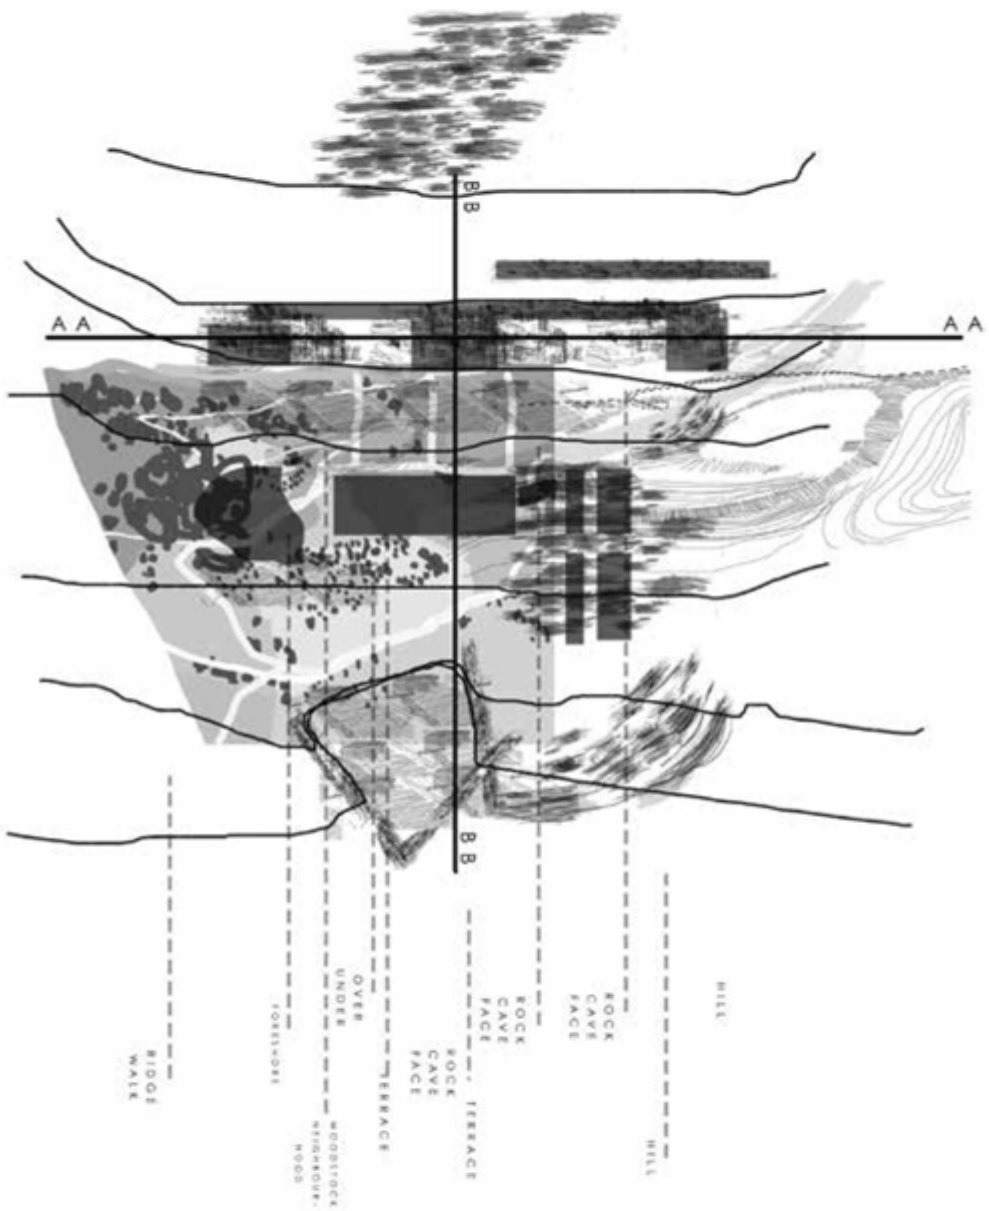 B B
A A
A A
B B
RIDGE
WALK
FORESHORE
WOODSTOCK
NEIGHBOUR-
HOOD
OVER
UNDER
TERRACE
ROCK
CAVE
FACE
TERRACE
ROCK
CAVE
FACE
ROCK
CAVE
FACE
HILL
HILL